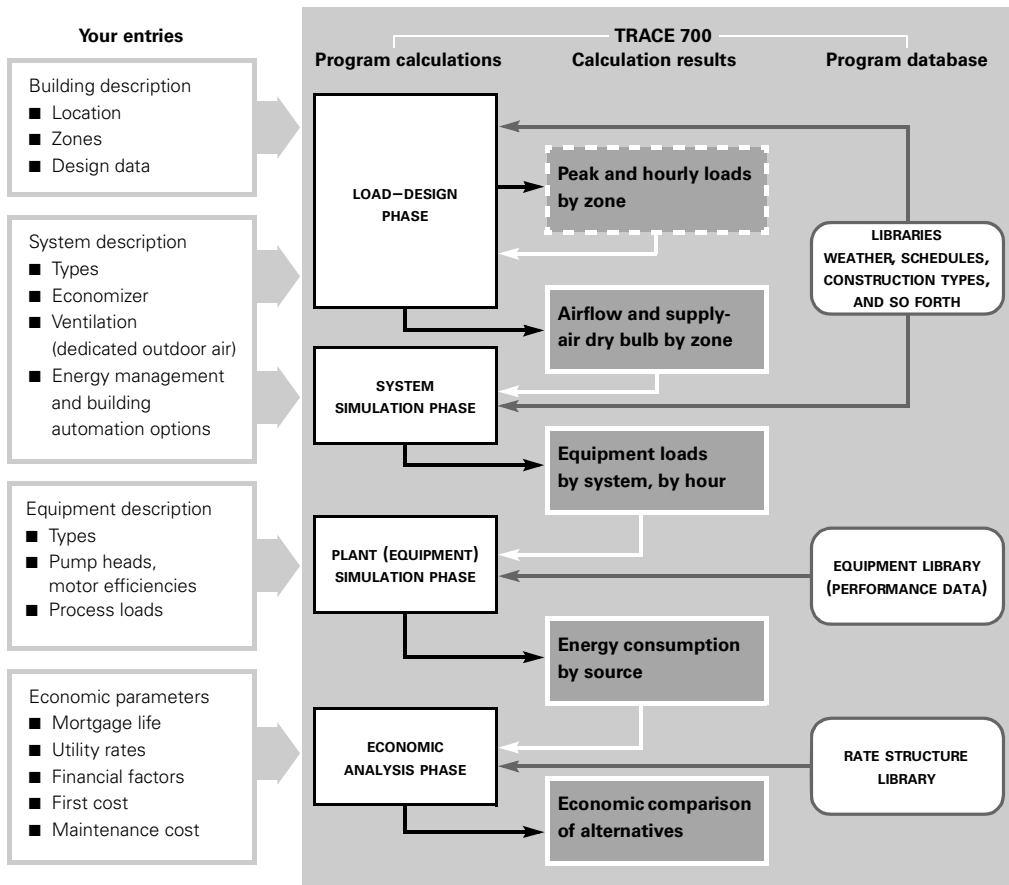 Your entries
TRACE 700
Program calculations
Calculation results
Program database
Building description
■ Location
■ Zones
■ Design data
System description
■ Types
■ Economizer
■ Ventilation
(dedicated outdoor air)
■ Energy management
and building
automation options
Equipment description
■ Types
■ Pump heads,
motor efficiencies
■ Process loads
Economic parameters
■ Mortgage life
■ Utility rates
■ Financial factors
■ First cost
■ Maintenance cost
LOAD–DESIGN
PHASE
SYSTEM
SIMULATION PHASE
PLANT (EQUIPMENT)
SIMULATION PHASE
ECONOMIC
ANALYSIS PHASE
Peak and hourly loads
by zone
Airflow and supply-
air dry bulb by zone
Equipment loads
by system, by hour
Energy consumption
by source
Economic comparison
of alternatives
LIBRARIES
WEATHER, SCHEDULES,
CONSTRUCTION TYPES,
AND SO FORTH
EQUIPMENT LIBRARY
(PERFORMANCE DATA)
RATE STRUCTURE
LIBRARY